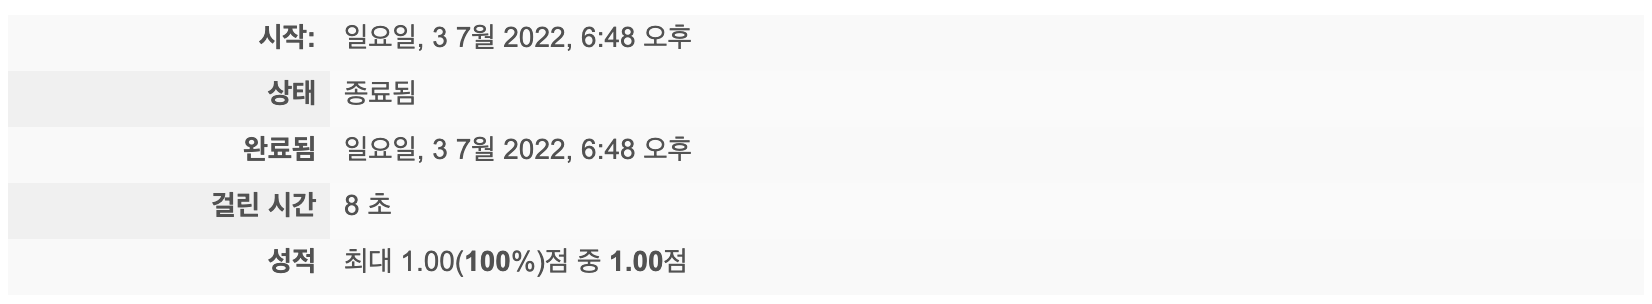 시작: 일요일, 3 7월 2022, 6:48 오후
상태 종료됨
완료됨 일요일, 3 7월 2022, 6:48 오후
걸린 시간 8 초
성적 최대 1.00(100%)점 중 1.00점